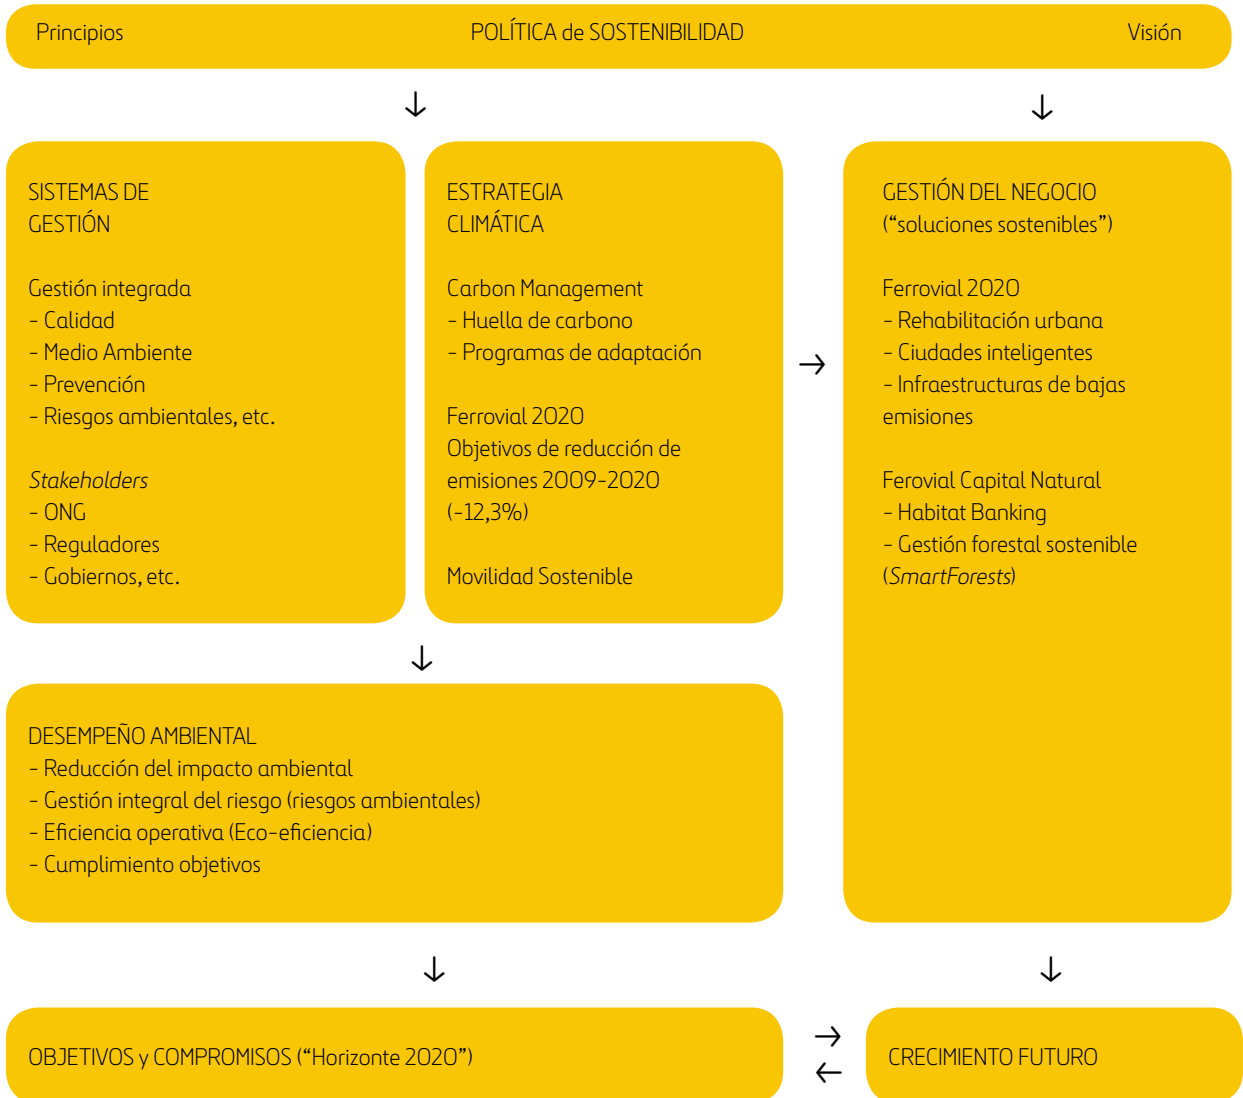 Principios POLÍTICA de SOSTENIBILIDAD Visión
↓ ↓
SISTEMAS DE
GESTIÓN
Gestión integrada
- Calidad
- Medio Ambiente
- Prevención
- Riesgos ambientales, etc.
Stakeholders
- ONG
- Reguladores
- Gobiernos, etc.
ESTRATEGIA
CLIMÁTICA
Carbon Management
- Huella de carbono
- Programas de adaptación
Ferrovial 2020
Objetivos de reducción de
emisiones 2009-2020
(-12,3%)
Movilidad Sostenible
→
GESTIÓN DEL NEGOCIO
(“soluciones sostenibles”)
Ferrovial 2020
- Rehabilitación urbana
- Ciudades inteligentes
- Infraestructuras de bajas
emisiones
Ferovial Capital Natural
- Habitat Banking
- Gestión forestal sostenible
(SmartForests)
↓
DESEMPEÑO AMBIENTAL
- Reducción del impacto ambiental
- Gestión integral del riesgo (riesgos ambientales)
- Eficiencia operativa (Eco-eficiencia)
- Cumplimiento objetivos
↓ ↓
OBJETIVOS y COMPROMISOS (“Horizonte 2020”)
→
←
CRECIMIENTO FUTURO